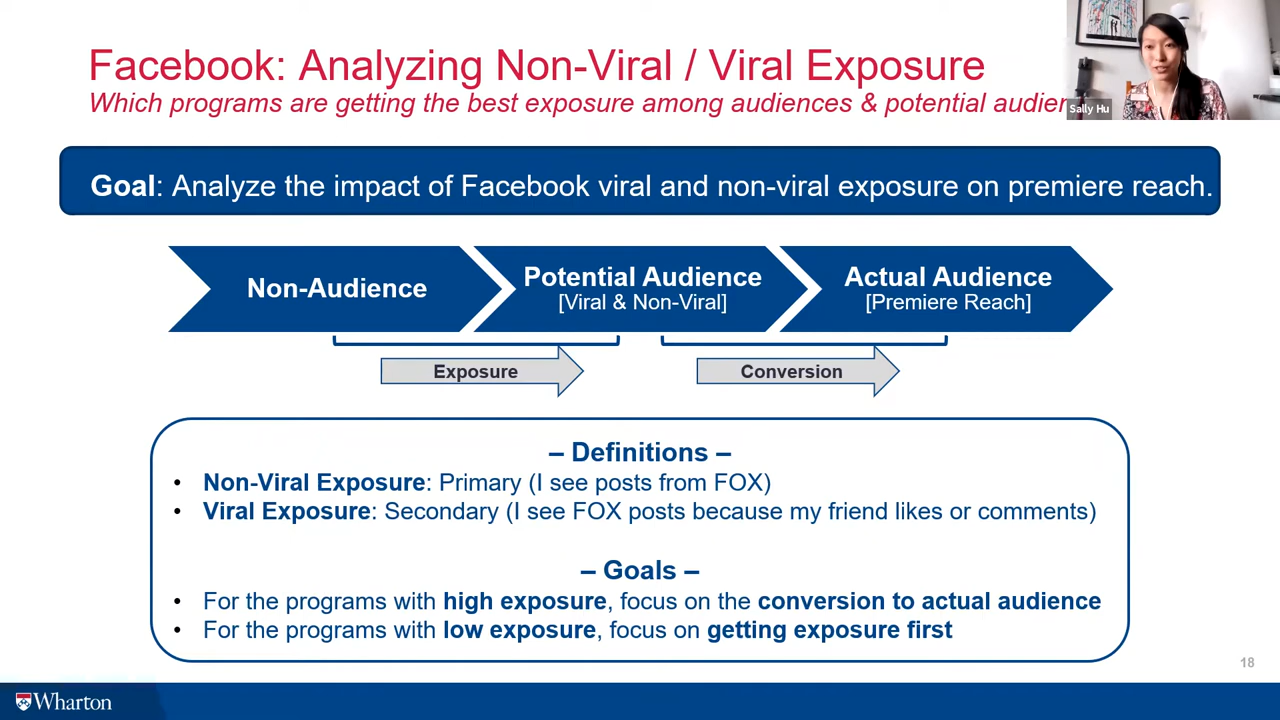 Facebook: Analyzing Non-Viral / Viral Exposure
Which programs are getting the best exposure among audiences & potential
Sally Hu
Goal: Analyze the impact of Facebook viral and non-viral exposure on premiere reach.
Non-Audience
Potential Audience
[Viral & Non-Viral]
Actual Audience
[Premiere Reach]
Exposure
Conversion
– Definitions –
• Non-Viral Exposure: Primary (I see posts from FOX)
• Viral Exposure: Secondary (I see FOX posts because my friend likes or comments)
– Goals –
• For the programs with high exposure, focus on the conversion to actual audience
• For the programs with low exposure, focus on getting exposure first
18
Wharton